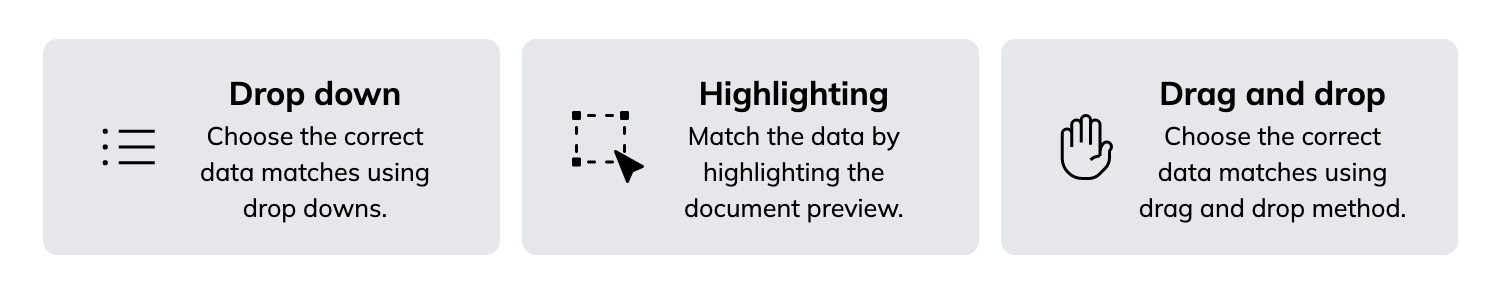 Drop down
Choose the correct
data matches using
drop downs.
Highlighting
Match the data by
highlighting the
document preview.
Drag and drop
Choose the correct
data matches using
drag and drop method.